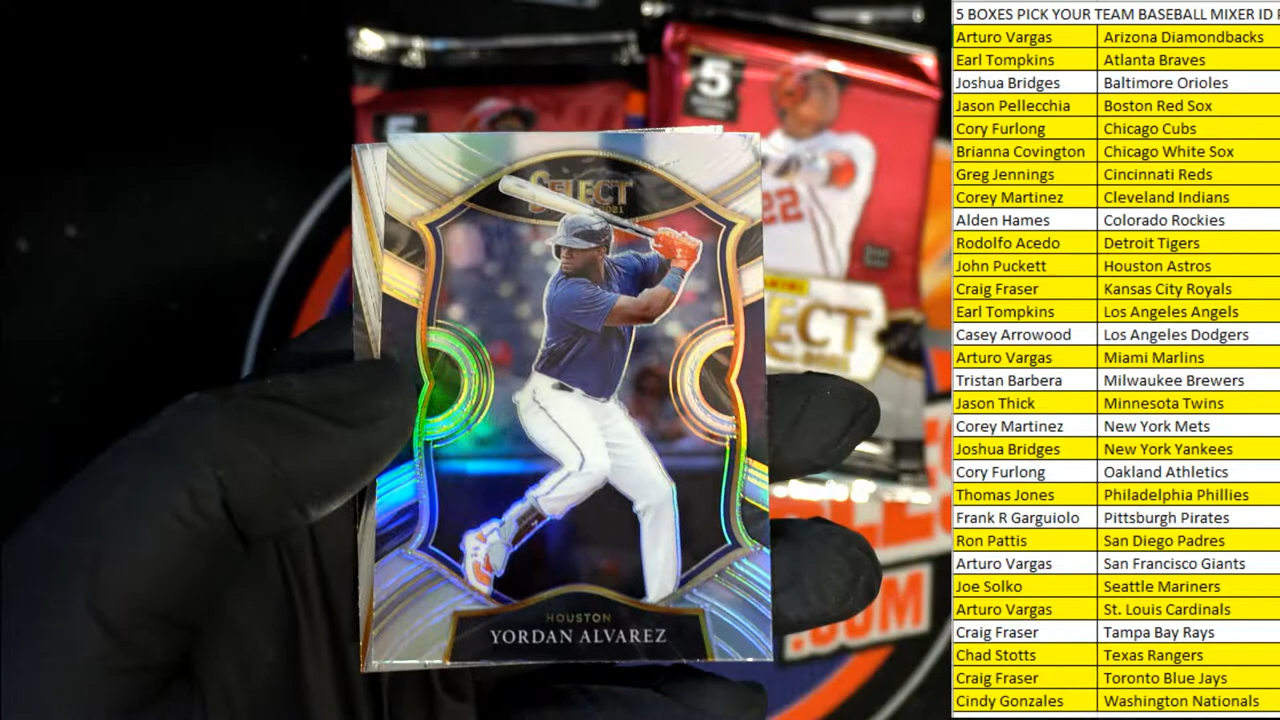 5 BOXES PICK YOUR TEAM BASEBALL MIXER ID
Arturo Vargas Arizona Diamondbacks
Earl Tompkins Atlanta Braves
Joshua Bridges Baltimore Orioles
Jason Pellecchia Boston Red Sox
Cory Furlong Chicago Cubs
Brianna Covington Chicago White Sox
Greg Jennings Cincinnati Reds
Corey Martinez Cleveland Indians
Alden Hames Colorado Rockies
Rodolfo Acedo Detroit Tigers
John Puckett Houston Astros
Craig Fraser Kansas City Royals
Earl Tompkins Los Angeles Angels
Casey Arrowood Los Angeles Dodgers
Arturo Vargas Miami Marlins
Tristan Barbera Milwaukee Brewers
Jason Thick Minnesota Twins
Corey Martinez New York Mets
Joshua Bridges New York Yankees
Cory Furlong Oakland Athletics
Thomas Jones Philadelphia Phillies
Frank R Garguiolo Pittsburgh Pirates
Ron Pattis San Diego Padres
Arturo Vargas San Francisco Giants
Joe Solko Seattle Mariners
Arturo Vargas St. Louis Cardinals
Craig Fraser Tampa Bay Rays
Chad Stotts Texas Rangers
Craig Fraser Toronto Blue Jays
Cindy Gonzales Washington Nationals
5
22
PANINI
ECT
.COM
SELECT
2021
HOUSTON
YORDAN ALVAREZ